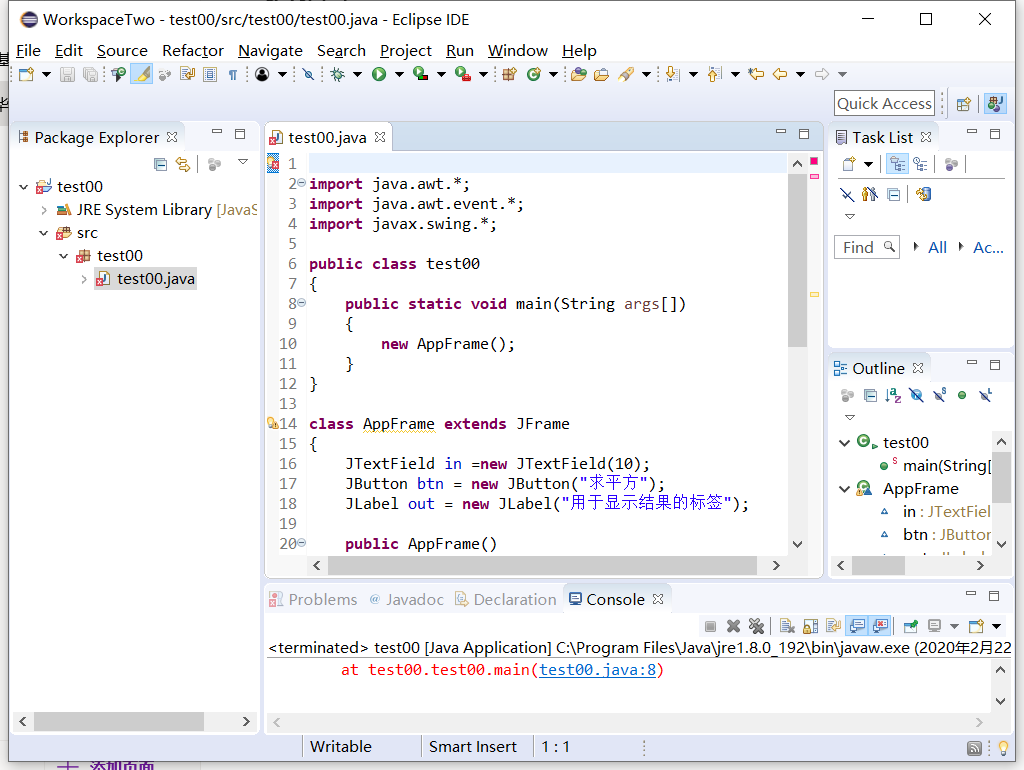 WorkspaceTwo - test00/src/test00/test00.java - Eclipse IDE
File Edit Source Refactor Navigate Search Project Run Window Help
Quick Access
Package Explorer
test00
JRE System Library [JavaS
src
test00
test00.java
test00.java
1
2 import java.awt.*;
3 import java.awt.event.*;
4 import javax.swing.*;
5
6 public class test00
7 {
8 public static void main(String args[])
9 {
10 new AppFrame();
11 }
12 }
13
14 class AppFrame extends JFrame
15 {
16 JTextField in =new JTextField(10);
17 JButton btn = new JButton("求平方");
18 JLabel out = new JLabel("用于显示结果的标签");
19
20 public AppFrame()
Task List
Find All Ac...
Outline
test00
main(String[
AppFrame
in : JTextFiel
btn : JButtor
Problems @ Javadoc Declaration Console
<terminated> test00 [Java Application] C:\Program Files\Java\jre1.8.0_192\bin\javaw.exe (2020年2月22
at test00.test00.main(test00.java:8)
Writable Smart Insert 1 : 1
添加页面